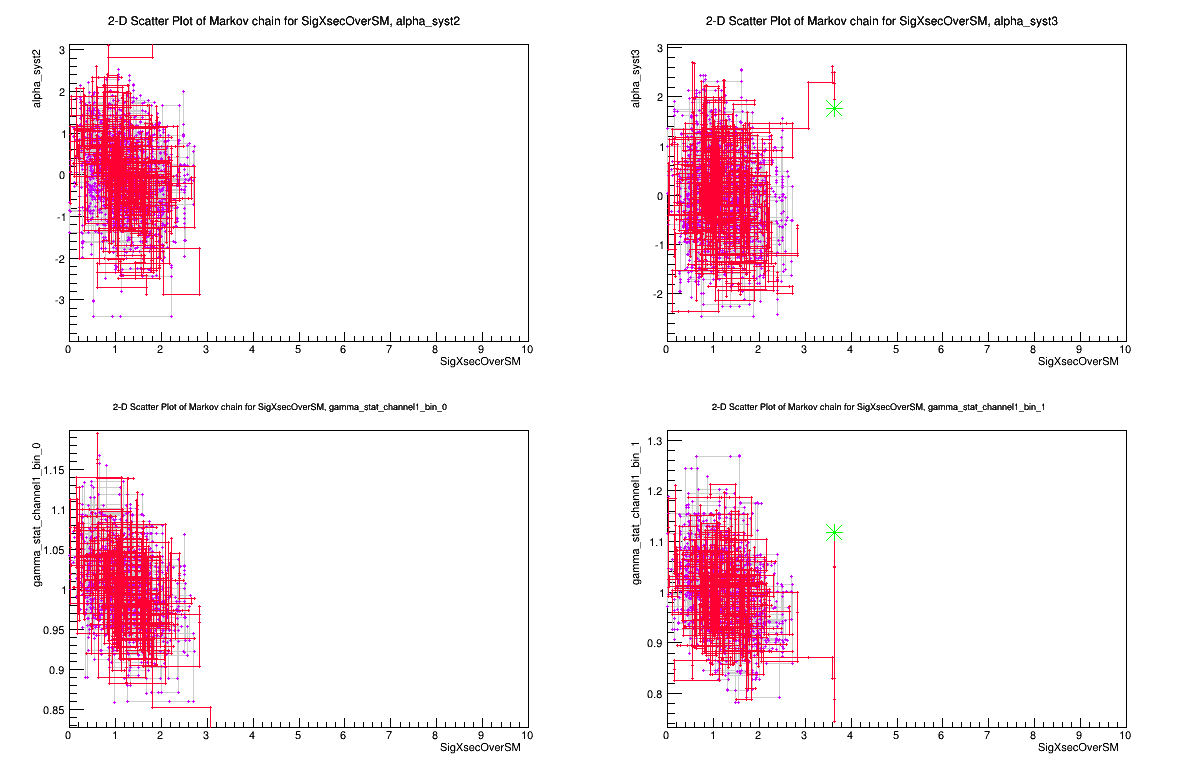 2-D Scatter Plot of Markov chain for SigXsecOverSM, alpha_syst2
alpha_syst2
3
2
1
0
-1
-2
-3
0 1 2 3 4 5 6 7 8 9 10
SigXsecOverSM
2-D Scatter Plot of Markov chain for SigXsecOverSM, alpha_syst3
alpha_syst3
3
2
1
0
-1
-2
0 1 2 3 4 5 6 7 8 9 10
SigXsecOverSM
2-D Scatter Plot of Markov chain for SigXsecOverSM, gamma_stat_channel1_bin_0
gamma_stat_channel1_bin_0
1.15
1.1
1.05
1
0.95
0.9
0.85
0 1 2 3 4 5 6 7 8 9 10
SigXsecOverSM
2-D Scatter Plot of Markov chain for SigXsecOverSM, gamma_stat_channel1_bin_1
gamma_stat_channel1_bin_1
1.3
1.2
1.1
1
0.9
0.8
0 1 2 3 4 5 6 7 8 9 10
SigXsecOverSM